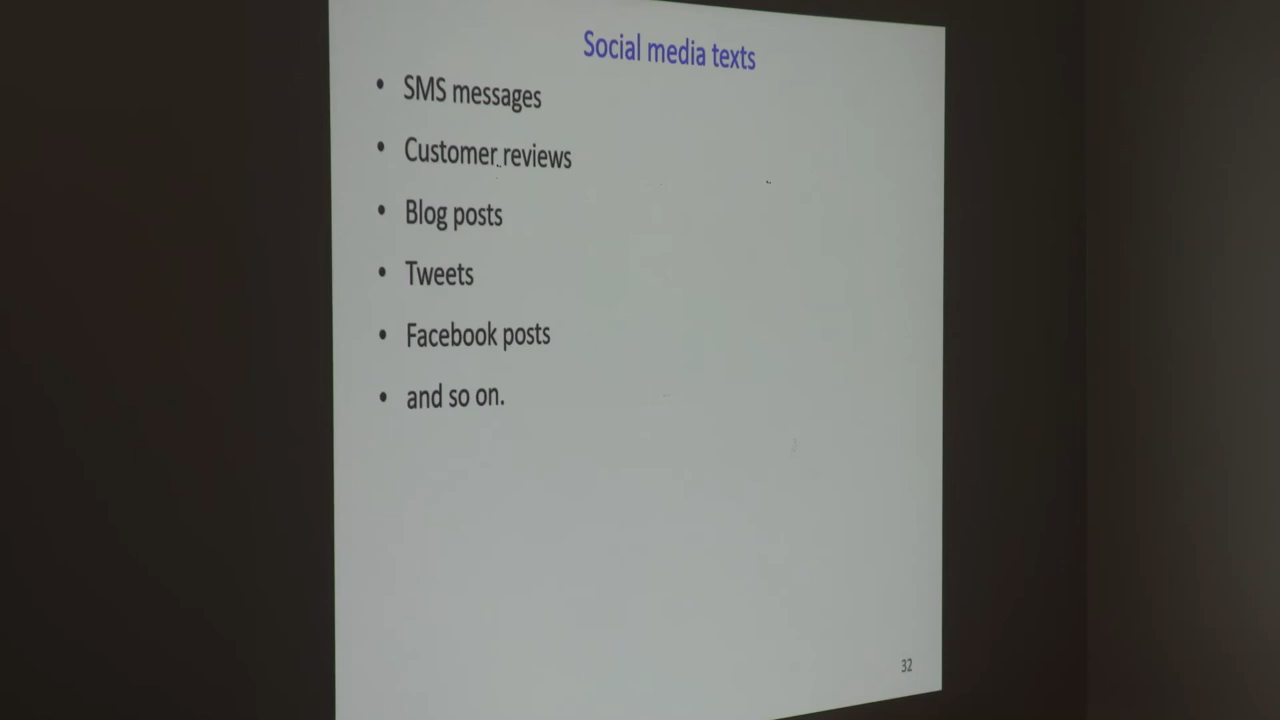 Social media texts
• SMS messages
• Customer reviews
• Blog posts
• Tweets
• Facebook posts
• and so on.
32